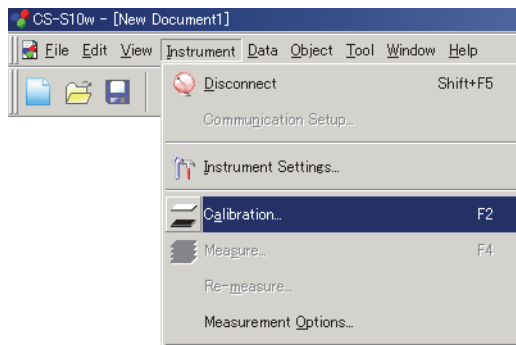 CS-S10w - [New Document1]
File Edit View Instrument Data Object Tool Window Help
Disconnect Shift+F5
Communication Setup...
Instrument Settings...
Calibration... F2
Measure... F4
Re-measure...
Measurement Options...